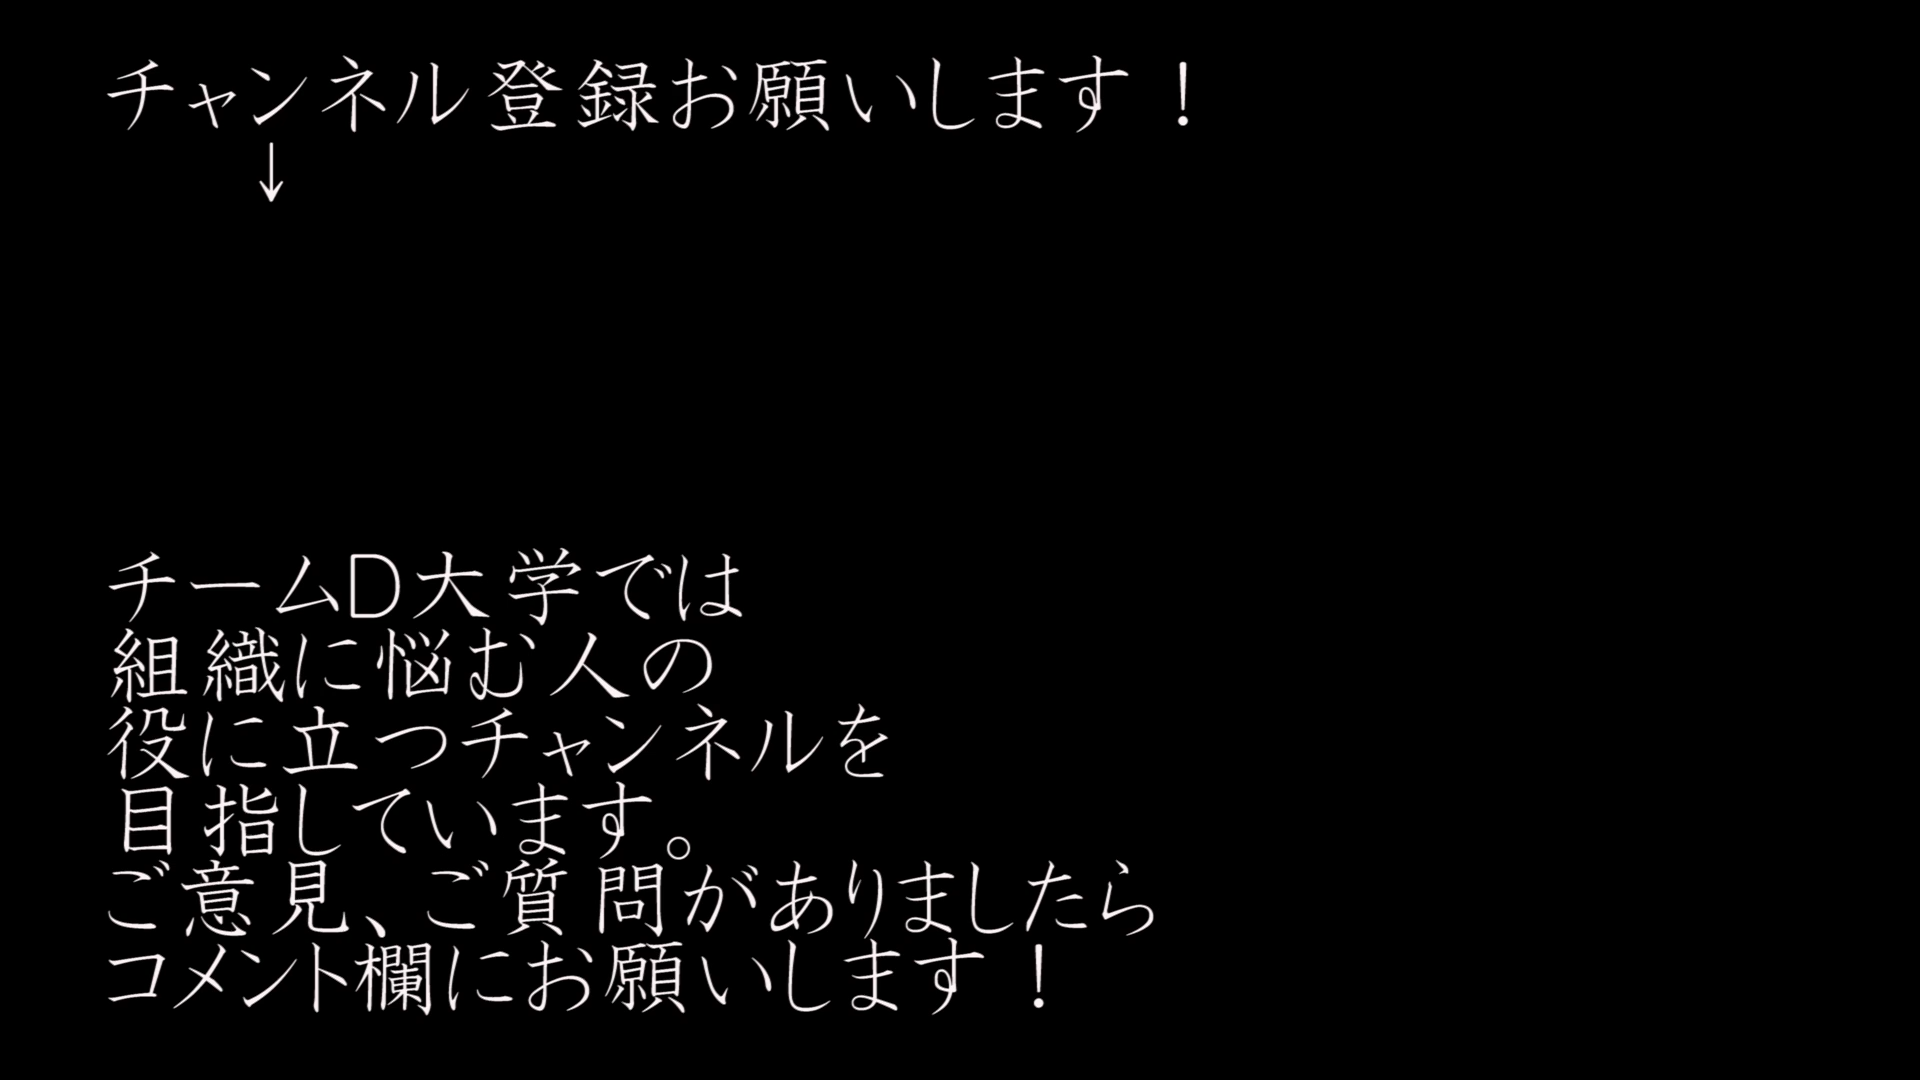 チャンネル登録お願いします！
↓
チームD大学では
組織に悩む人の
役に立つチャンネルを
目指しています。
ご意見、ご質問がありましたら
コメント欄にお願いします！